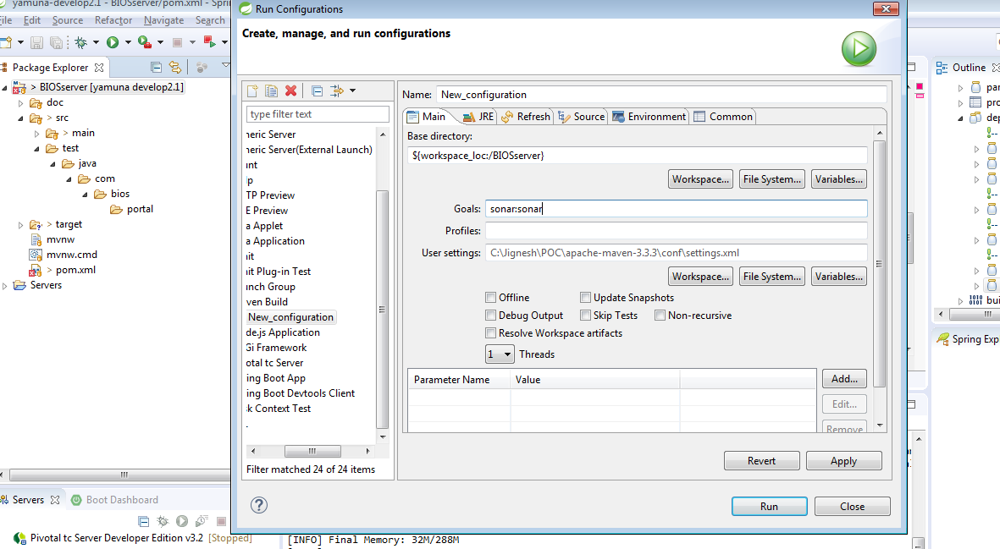 yamuna-develop2.1 - BIOSserver/pom.xml - Spri
File Edit Source Refactor Navigate Search
Package Explorer
> BIOSserver [yamuna develop2.1]
doc
> src
> main
test
java
com
bios
portal
> target
mvnw
mvnw.cmd
> pom.xml
Servers
Servers
Boot Dashboard
Pivotal tc Server Developer Edition v3.2 [Stopped]
Run Configurations
Create, manage, and run configurations
type filter text
neric Server
neric Server(External Launch)
TP Preview
E Preview
a Applet
a Application
it Plug-in Test
nch Group
ven Build
New_configuration
de.js Application
Gi Framework
otal tc Server
ing Boot App
ing Boot Devtools Client
k Context Test
Filter matched 24 of 24 items
Name: New_configuration
Main JRE Refresh Source Environment Common
Base directory:
${workspace_loc:/BIOSserver}
Workspace... File System... Variables...
Goals: sonar:sonar
Profiles:
User settings: C:\Jignesh\POC\apache-maven-3.3.3\conf\settings.xml
Workspace... File System... Variables...
Offline Update Snapshots
Debug Output Skip Tests Non-recursive
Resolve Workspace artifacts
1 Threads
Parameter Name Value
Add...
Edit...
Remove
Revert Apply
Run Close
[INFO] Final Memory: 32M/288M
Outline
par
pro
dep
bui
Spring Exp